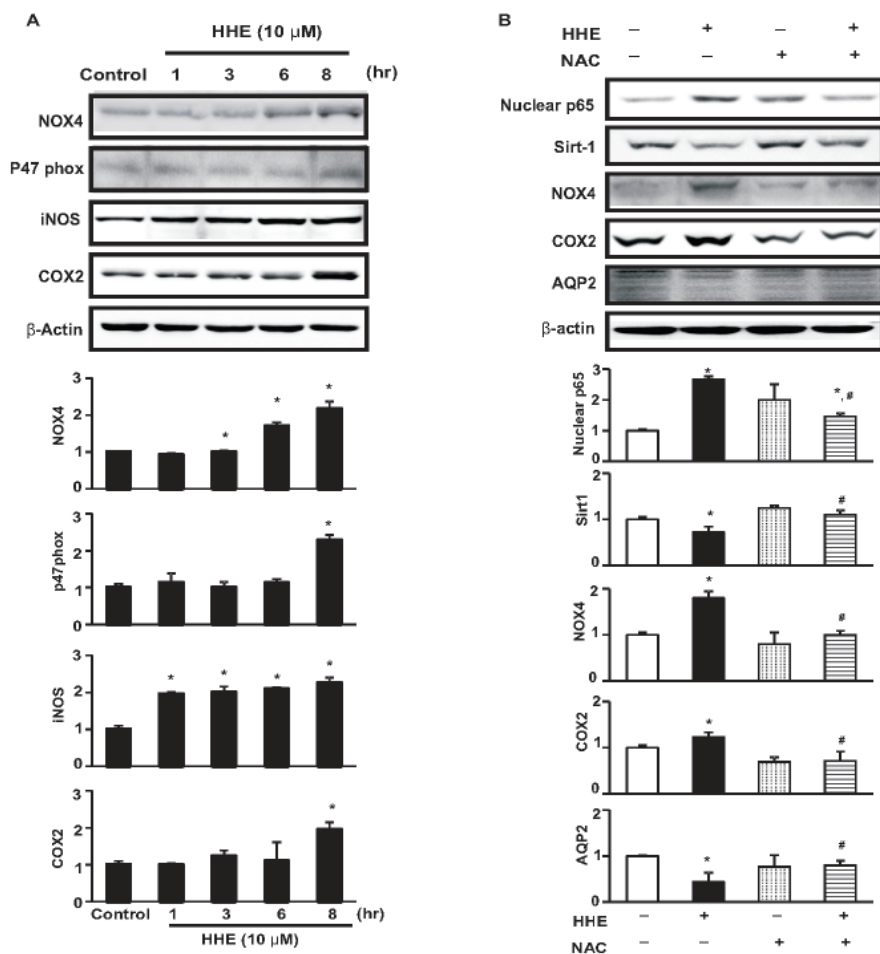 A
HHE (10 μM)
Control 1 3 6 8 (hr)
NOX4
P47 phox
iNOS
COX2
β-Actin
NOX4
3
2
1
0
*
*
*
p47phox
3
2
1
0
*
iNOS
3
2
1
0
*
*
*
*
COX2
3
2
1
0
*
Control 1 3 6 8 (hr)
HHE (10 μM)
B
HHE – + – +
NAC – – + +
Nuclear p65
Sirt-1
NOX4
COX2
AQP2
β-actin
Nuclear p65
3
2
1
0
*
*, #
Sirt1
2
1
0
*
#
NOX4
2
1
0
*
#
COX2
2
1
0
*
#
AQP2
2
1
0
*
#
HHE – + – +
NAC – – + +